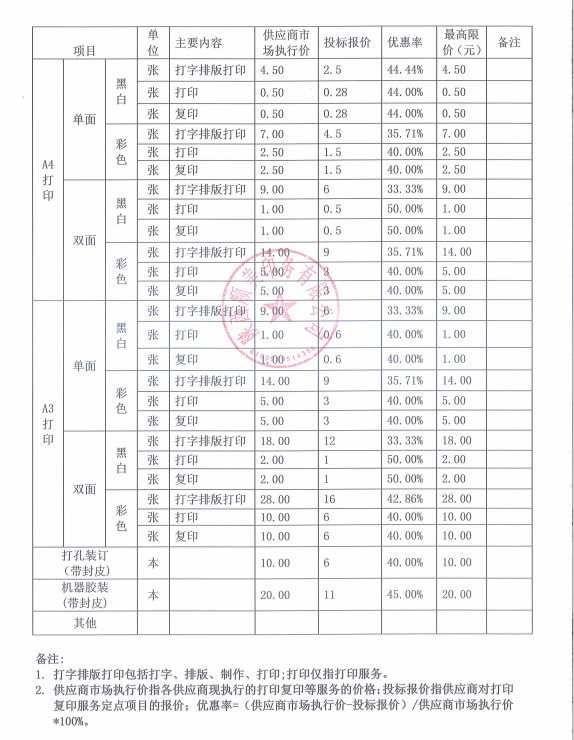 项目 单位 主要内容 供应商市场执行价 投标报价 优惠率 最高限价（元） 备注
A4打印 单面 黑白 张 打字排版打印 4.50 2.5 44.44% 4.50
张 打印 0.50 0.28 44.00% 0.50
张 复印 0.50 0.28 44.00% 0.50
彩色 张 打字排版打印 7.00 4.5 35.71% 7.00
张 打印 2.50 1.5 40.00% 2.50
张 复印 2.50 1.5 40.00% 2.50
双面 黑白 张 打字排版打印 9.00 6 33.33% 9.00
张 打印 1.00 0.5 50.00% 1.00
张 复印 1.00 0.5 50.00% 1.00
彩色 张 打字排版打印 14.00 9 35.71% 14.00
张 打印 5.00 3 40.00% 5.00
张 复印 5.00 3 40.00% 5.00
A3打印 单面 黑白 张 打字排版打印 9.00 6 33.33% 9.00
张 打印 1.00 0.6 40.00% 1.00
张 复印 1.00 0.6 40.00% 1.00
彩色 张 打字排版打印 14.00 9 35.71% 14.00
张 打印 5.00 3 40.00% 5.00
张 复印 5.00 3 40.00% 5.00
双面 黑白 张 打字排版打印 18.00 12 33.33% 18.00
张 打印 2.00 1 50.00% 2.00
张 复印 2.00 1 50.00% 2.00
彩色 张 打字排版打印 28.00 16 42.86% 28.00
张 打印 10.00 6 40.00% 10.00
张 复印 10.00 6 40.00% 10.00
打孔装订（带封皮） 本 10.00 6 40.00% 10.00
机器胶装(带封皮) 本 20.00 11 45.00% 20.00
其他
备注:
1. 打字排版打印包括打字、排版、制作、打印;打印仅指打印服务。
2. 供应商市场执行价指各供应商现执行的打印复印等服务的价格;投标报价指供应商对打印
复印服务定点项目的报价; 优惠率=（供应商市场执行价-投标报价）/供应商市场执行价
*100%。
印务有限公司